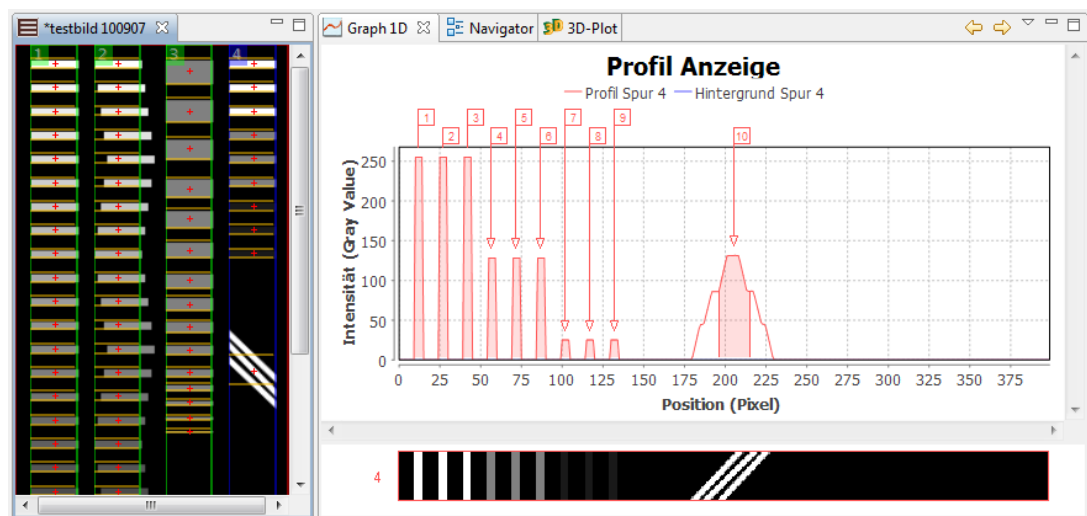 *testbild 100907
1 2 3 4
Graph 1D Navigator 3D-Plot
Profil Anzeige
Profil Spur 4 Hintergrund Spur 4
1 3 5 7 9
2 4 6 8 10
250
200
150
100
50
0
Intensität (Gray Value)
0 25 50 75 100 125 150 175 200 225 250 275 300 325 350 375
Position (Pixel)
4